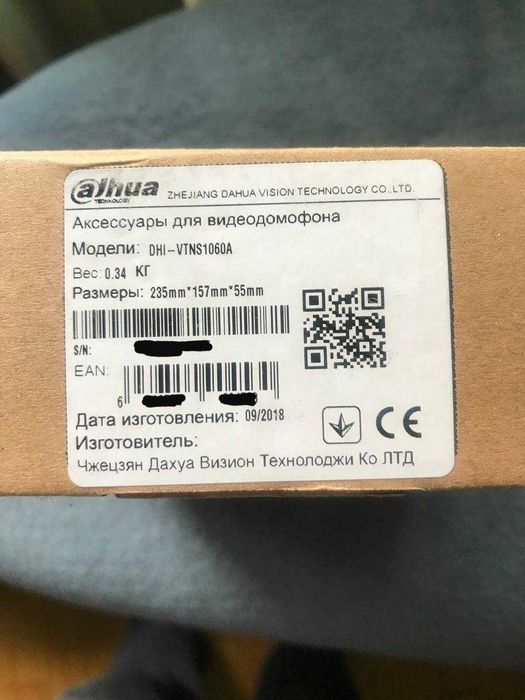 alhua ZHEJIANG DAHUA VISION TECHNOLOGY CO.,LTD.
TECHNOLOGY
Аксессуары для видеодомофона
Модели: DHI-VTNS1060A
Вес: 0.34 КГ
Размеры: 235mm*157mm*55mm
S/N:
EAN:
6
Дата изготовления: 09/2018
Изготовитель:
Чжецзян Дахуа Визион Технолоджи Ко ЛТД
CE